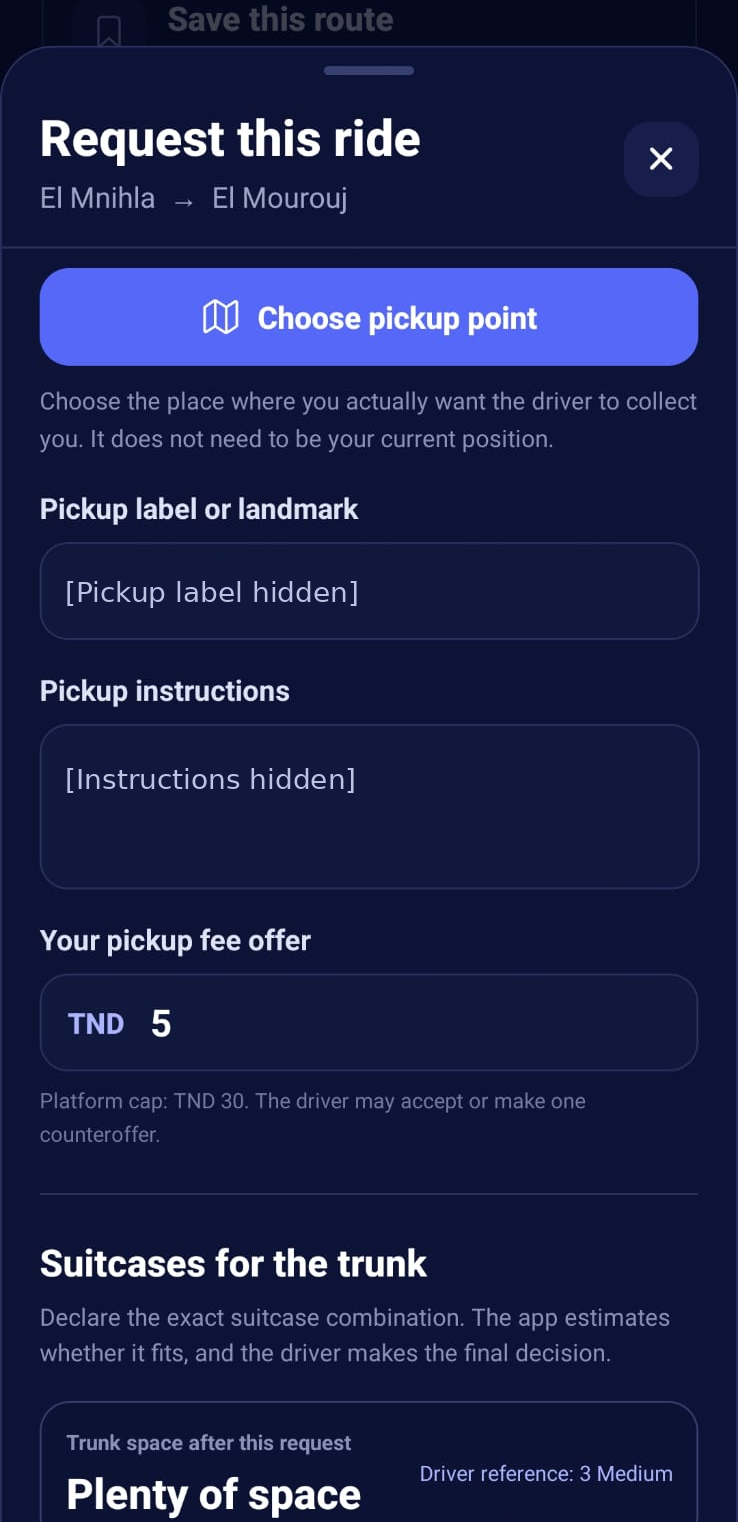 Save this route
Request this ride
El Mnihla → El Mourouj
Choose pickup point
Choose the place where you actually want the driver to collect
you. It does not need to be your current position.
Pickup label or landmark
[Pickup label hidden]
Pickup instructions
[Instructions hidden]
Your pickup fee offer
TND 5
Platform cap: TND 30. The driver may accept or make one
counteroffer.
Suitcases for the trunk
Declare the exact suitcase combination. The app estimates
whether it fits, and the driver makes the final decision.
Trunk space after this request
Driver reference: 3 Medium
Plenty of space